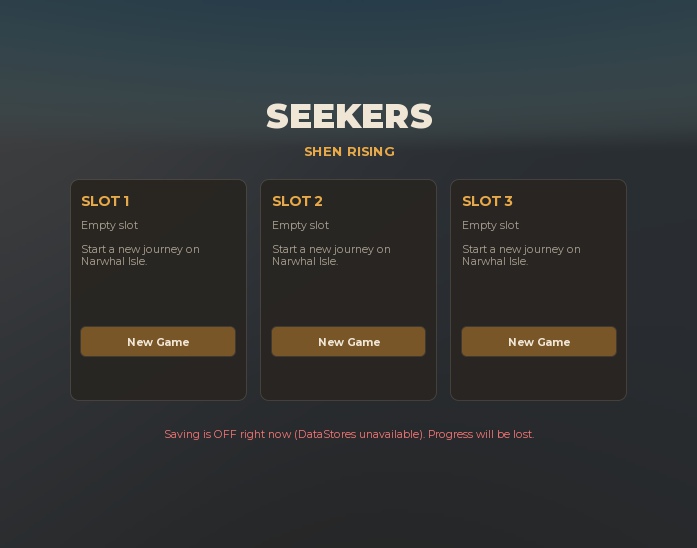 SEEKERS
SHEN RISING
SLOT 1
Empty slot
Start a new journey on
Narwhal Isle.
New Game
SLOT 2
Empty slot
Start a new journey on
Narwhal Isle.
New Game
SLOT 3
Empty slot
Start a new journey on
Narwhal Isle.
New Game
Saving is OFF right now (DataStores unavailable). Progress will be lost.